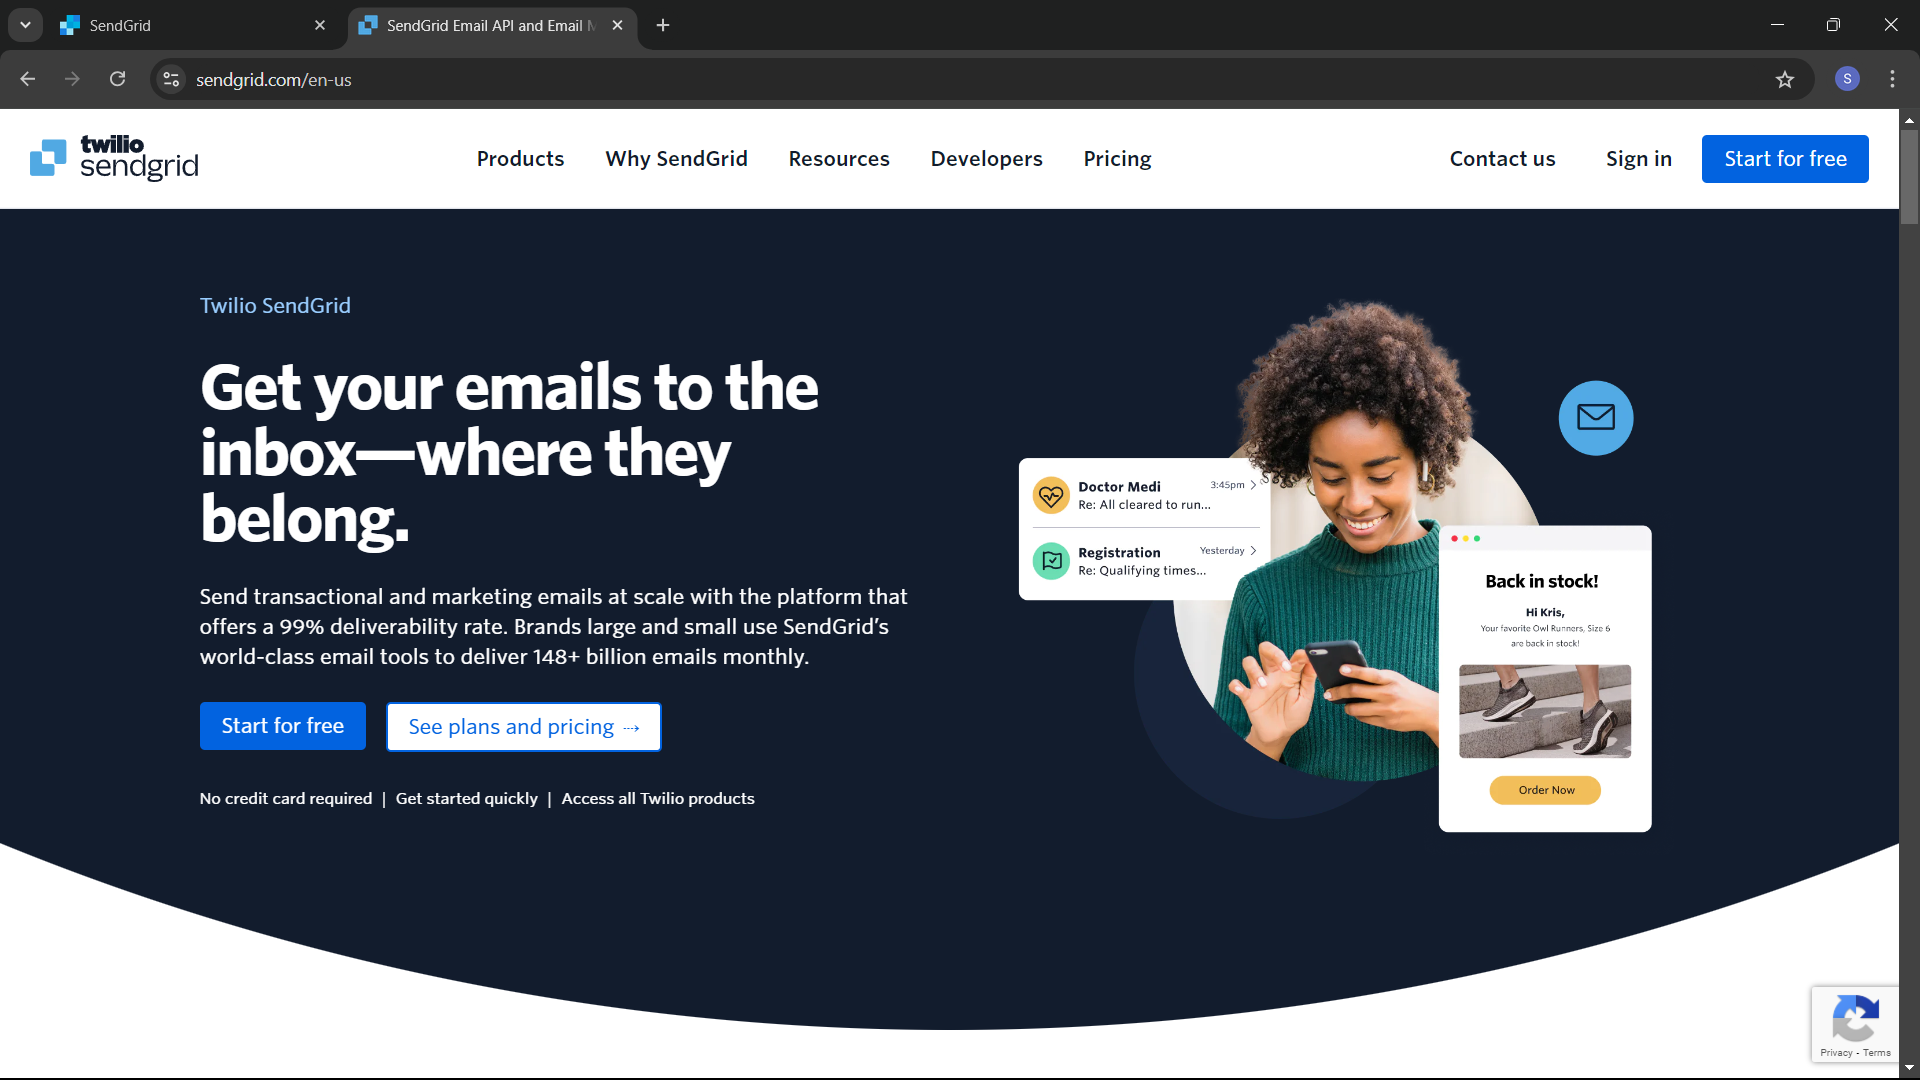 SendGrid
SendGrid Email API and Email M
sendgrid.com/en-us
S
twilio
sendgrid
Products
Why SendGrid
Resources
Developers
Pricing
Contact us
Sign in
Start for free
Twilio SendGrid
Get your emails to the
inbox—where they
belong.
Send transactional and marketing emails at scale with the platform that
offers a 99% deliverability rate. Brands large and small use SendGrid’s
world-class email tools to deliver 148+ billion emails monthly.
Start for free
See plans and pricing →
No credit card required | Get started quickly | Access all Twilio products
Doctor Medi 3:45pm
Re: All cleared to run...
Registration Yesterday
Re: Qualifying times...
Back in stock!
Hi Kris,
Your favorite Owl Runners, Size 6
are back in stock!
Order Now
Privacy - Terms